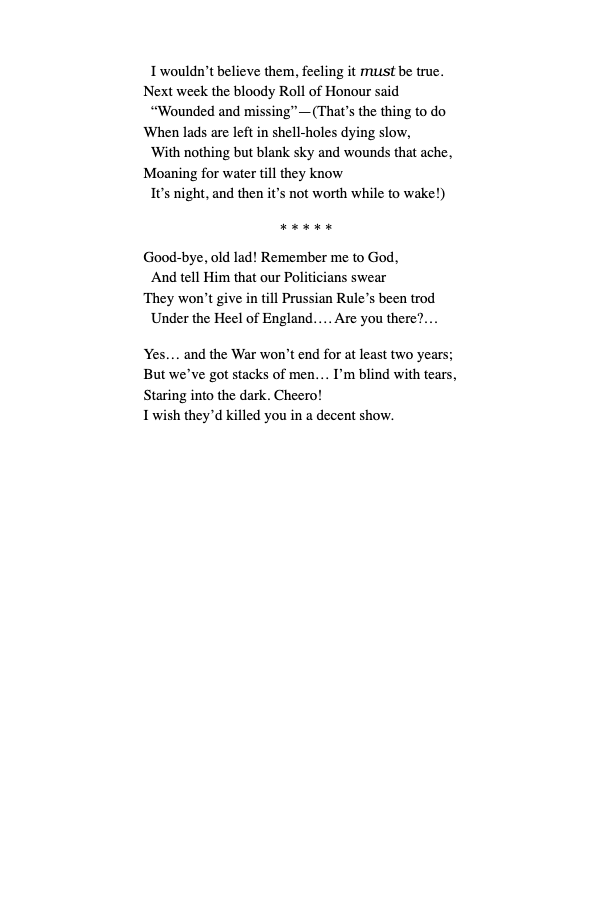 I wouldn’t believe them, feeling it must be true.
Next week the bloody Roll of Honour said
“Wounded and missing”—(That’s the thing to do
When lads are left in shell-holes dying slow,
With nothing but blank sky and wounds that ache,
Moaning for water till they know
It’s night, and then it’s not worth while to wake!)
* * * * *
Good-bye, old lad! Remember me to God,
And tell Him that our Politicians swear
They won’t give in till Prussian Rule’s been trod
Under the Heel of England.... Are you there?...
Yes... and the War won’t end for at least two years;
But we’ve got stacks of men... I’m blind with tears,
Staring into the dark. Cheero!
I wish they’d killed you in a decent show.